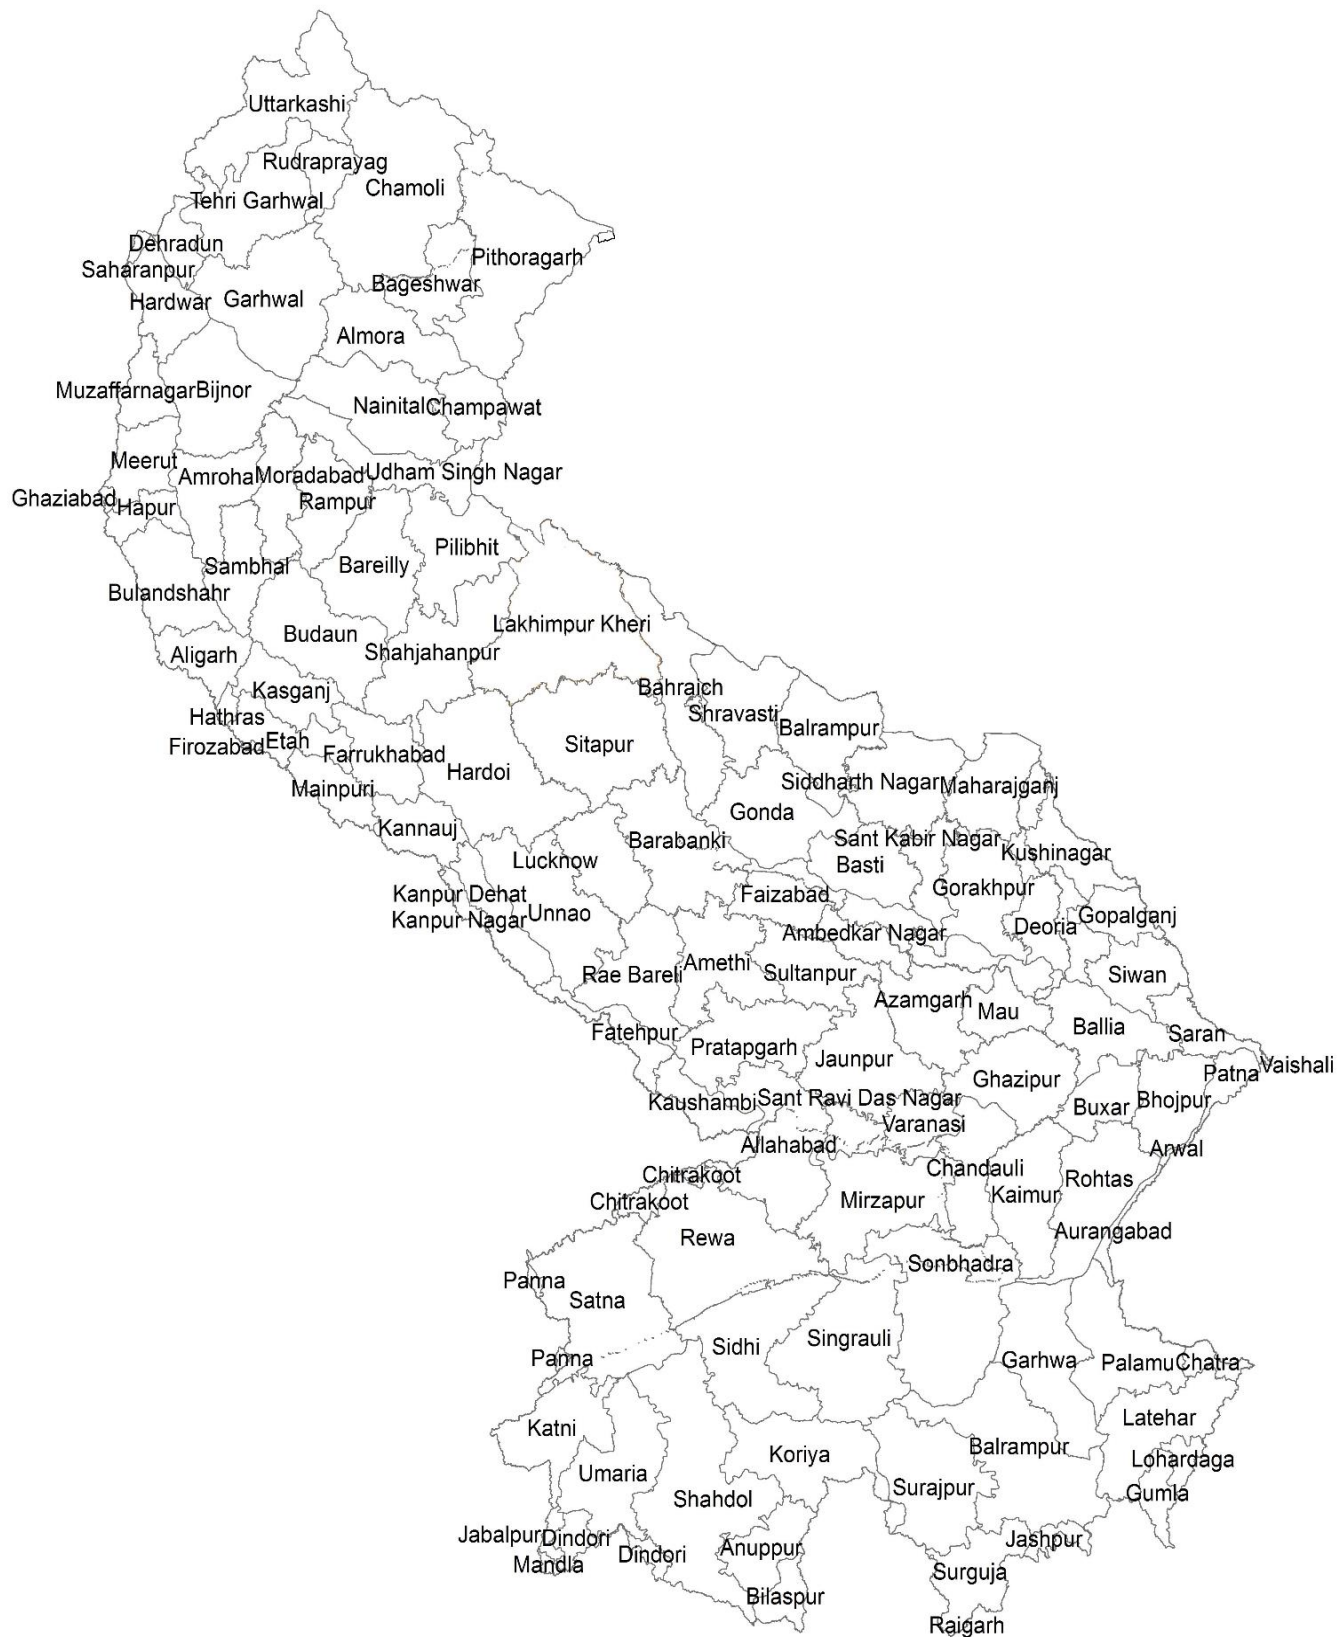 Uttarkashi
Rudraprayag
Chamoli
Tehri Garhwal
Dehradun
Pithoragarh
Saharanpur
Bageshwar
Hardwar
Garhwal
Almora
Muzaffarnagar
Bijnor
Nainital
Champawat
Meerut
Amroha
Moradabad
Udham Singh Nagar
Ghaziabad
Hapur
Rampur
Pilibhit
Sambhal
Bareilly
Bulandshahr
Lakhimpur Kheri
Budaun
Aligarh
Shahjahanpur
Kasganj
Bahraich
Hathras
Shravasti
Balrampur
Firozabad
Etah
Farrukhabad
Sitapur
Hardoi
Mainpuri
Siddharth Nagar
Maharajganj
Gonda
Kannauj
Barabanki
Sant Kabir Nagar
Kushinagar
Lucknow
Basti
Kanpur Dehat
Faizabad
Gorakhpur
Kanpur Nagar
Unnao
Gopalganj
Deoria
Ambedkar Nagar
Rae Bareli
Amethi
Sultanpur
Siwan
Azamgarh
Mau
Fatehpur
Ballia
Saran
Pratapgarh
Jaunpur
Vaishali
Patna
Ghazipur
Kaushambi
Sant Ravi Das Nagar
Buxar
Bhojpur
Varanasi
Allahabad
Arwal
Chitrakoot
Chandauli
Rohtas
Chitrakoot
Mirzapur
Kaimur
Rewa
Aurangabad
Sonbhadra
Panna
Satna
Sidhi
Singrauli
Panna
Garhwa
Palamu
Chatra
Katni
Latehar
Koriya
Balrampur
Lohardaga
Umaria
Surajpur
Gumla
Shahdol
Jabalpur
Dindori
Jashpur
Mandla
Dindori
Anuppur
Surguja
Bilaspur
Raigarh